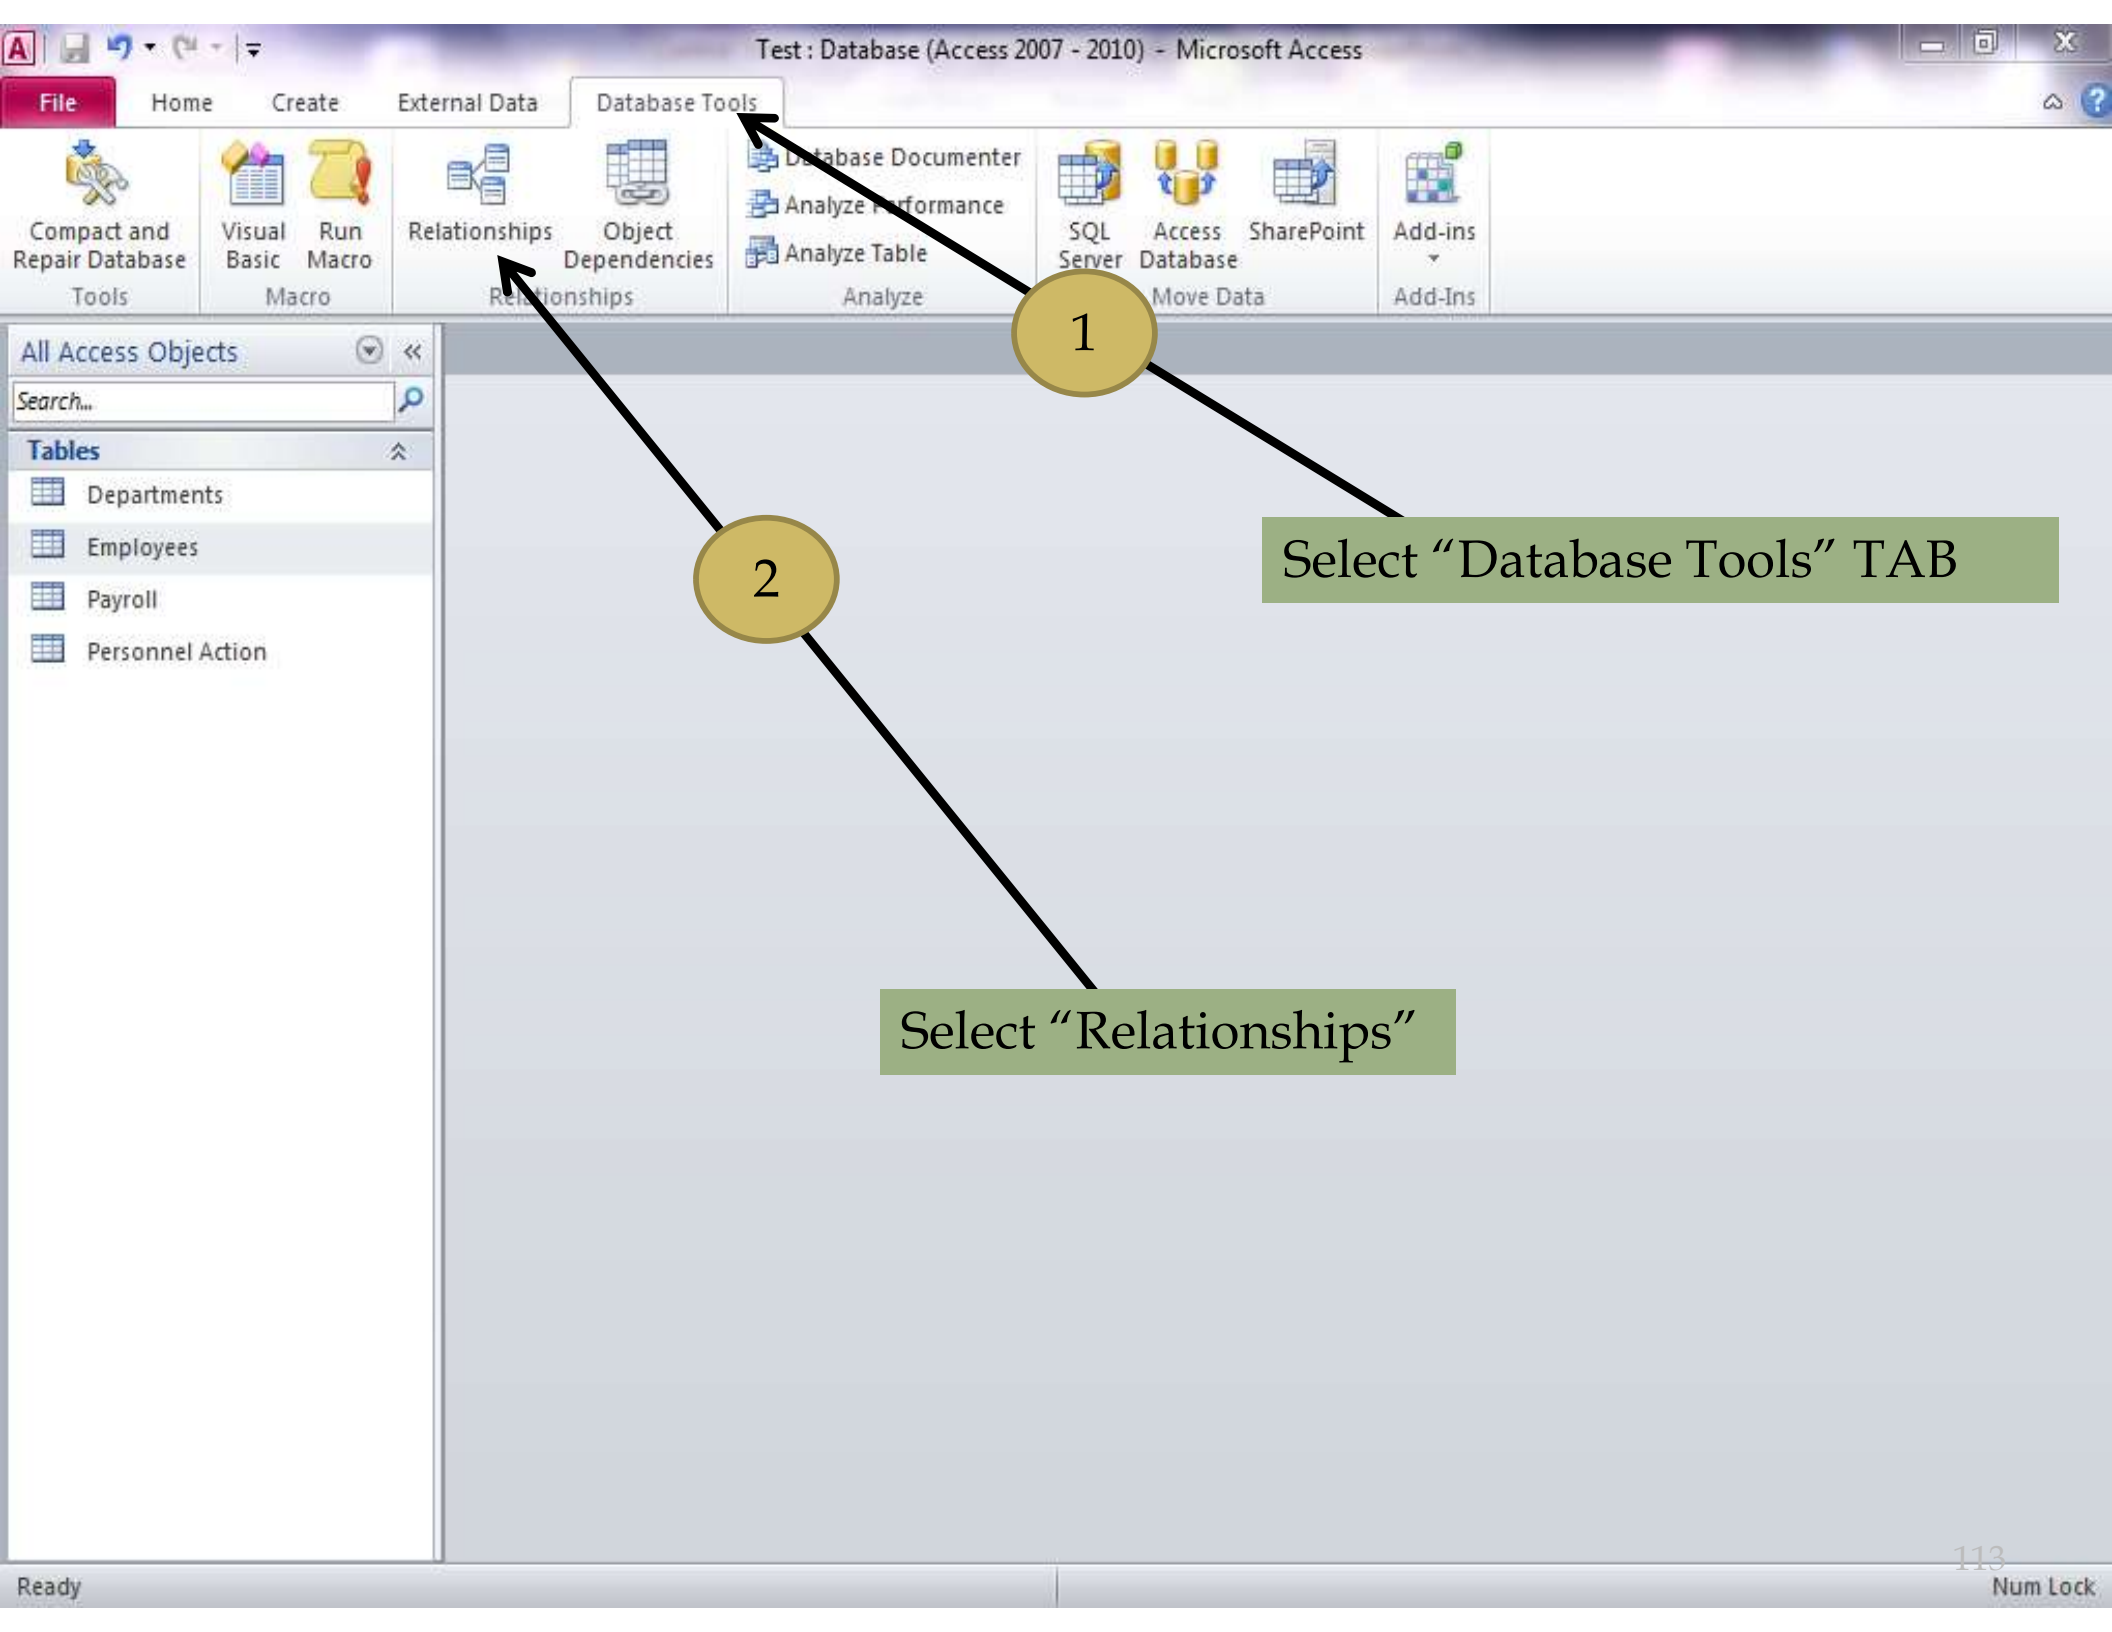 Test : Database (Access 2007 - 2010) - Microsoft Access
File Home Create External Data Database Tools
Compact and Repair Database
Visual Basic
Run Macro
Relationships
Object Dependencies
Database Documenter
Analyze Performance
Analyze Table
SQL Server
Access Database
SharePoint
Add-ins
Tools Macro Relationships Analyze Move Data Add-Ins
1
All Access Objects
Search...
Tables
Departments
Employees
Payroll
Personnel Action
Select “Database Tools” TAB
2
Select “Relationships”
113
Ready
Num Lock